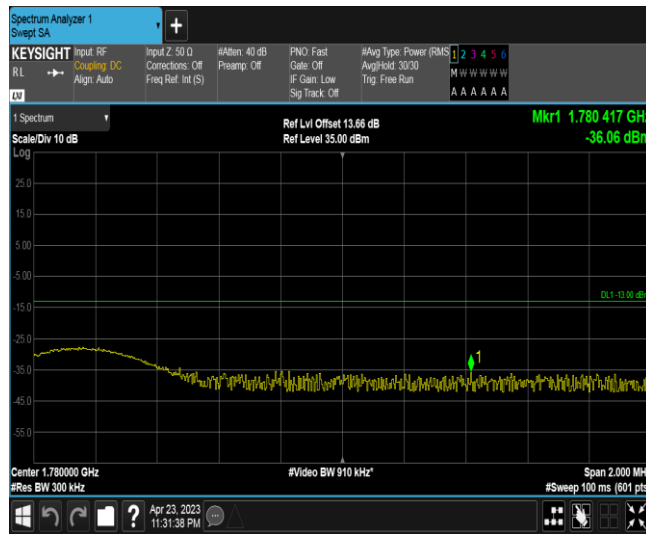 Spectrum Analyzer 1
Swept SA
+
KEYSIGHT
RL
LXI
Input: RF
Coupling: DC
Align: Auto
Input Z: 50 Ω
Corrections: Off
Freq Ref: Int (S)
#Atten: 40 dB
Preamp: Off
PNO: Fast
Gate: Off
IF Gain: Low
Sig Track: Off
#Avg Type: Power (RMS
Avg|Hold: 30/30
Trig: Free Run
1 2 3 4 5 6
M W W W W W
A A A A A A
1 Spectrum
Scale/Div 10 dB
Log
Ref Lvl Offset 13.66 dB
Ref Level 35.00 dBm
Mkr1 1.780 417 GHz
-36.06 dBm
25.0
15.0
5.00
-5.00
-15.0
-25.0
-35.0
-45.0
-55.0
DL1 -13.00 dBm
1
Center 1.780000 GHz
#Res BW 300 kHz
#Video BW 910 kHz*
Span 2.000 MH
#Sweep 100 ms (601 pts
?
Apr 23, 2023
11:31:38 PM